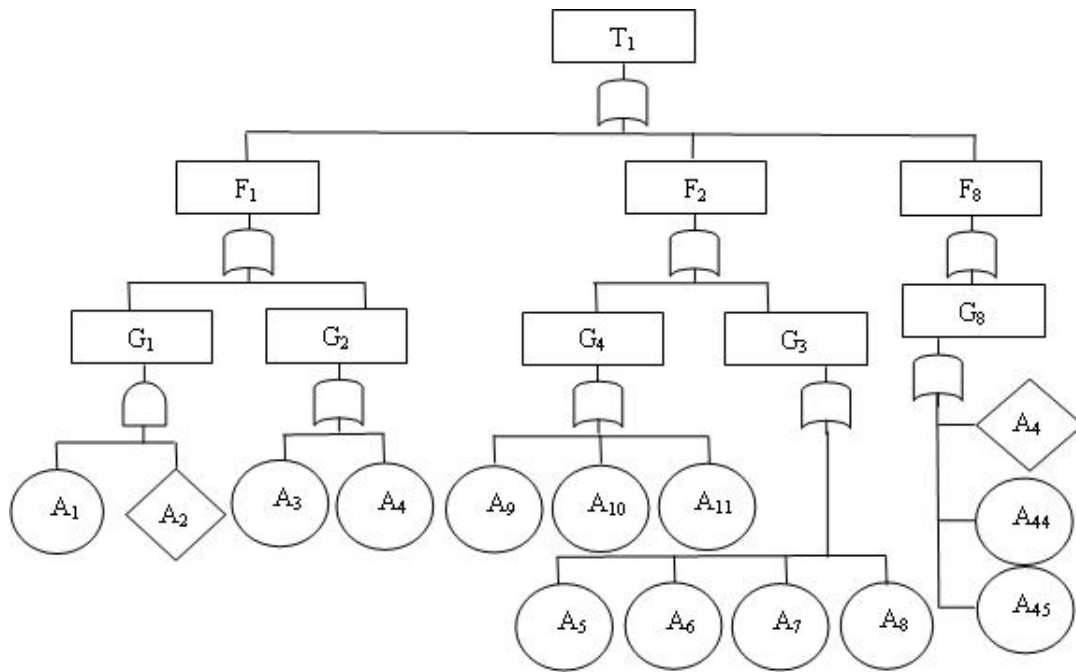 T₁
F₁ F₂ F₈
G₁ G₂ G₄ G₃ G₈
A₄
A₁ A₂ A₃ A₄ A₉ A₁₀ A₁₁
A₄₄
A₅ A₆ A₇ A₈ A₄₅